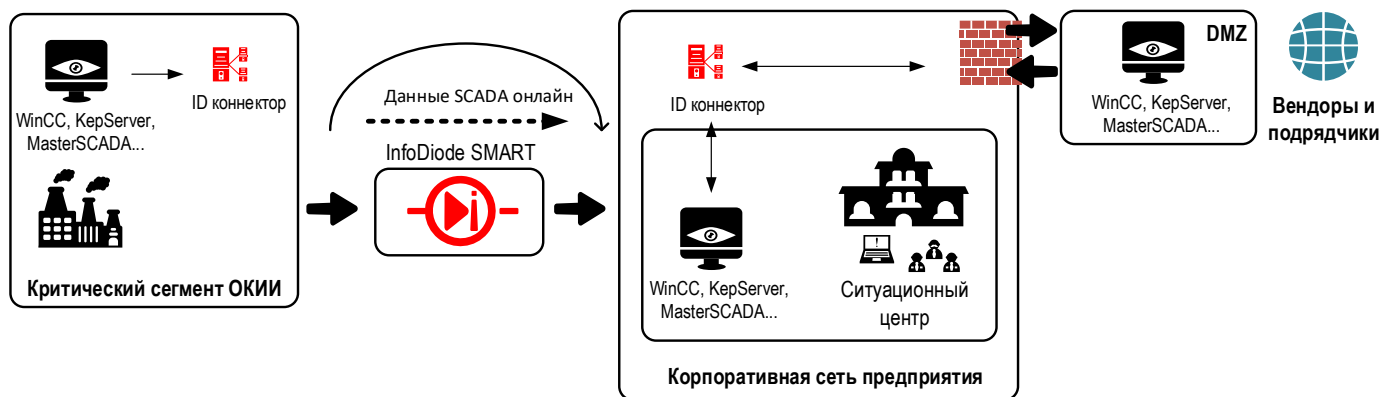 ID коннектор
WinCC, KepServer,
MasterSCADA...
Критический сегмент ОКИИ
Данные SCADA онлайн
InfoDiode SMART
ID коннектор
WinCC, KepServer,
MasterSCADA...
Ситуационный
центр
Корпоративная сеть предприятия
DMZ
WinCC, KepServer,
MasterSCADA...
Вендоры и
подрядчики